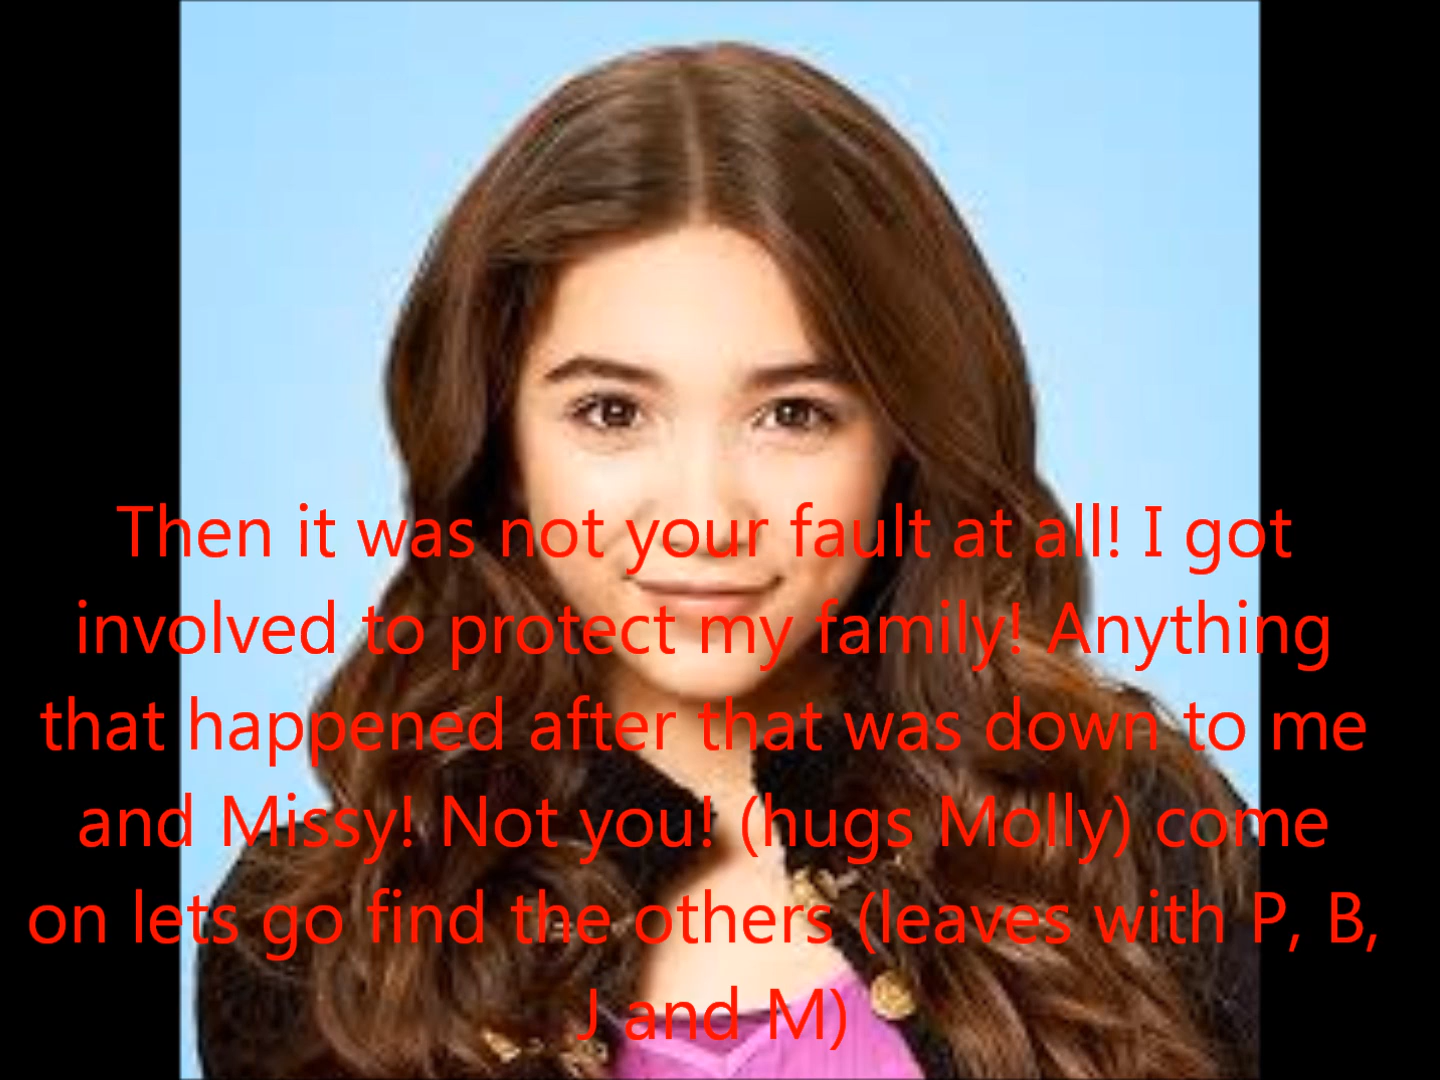 Then it was not your fault at all! I got
involved to protect my family! Anything
that happened after that was down to me
and Missy! Not you! (hugs Molly) come
on lets go find the others (leaves with P, B,
J and M)